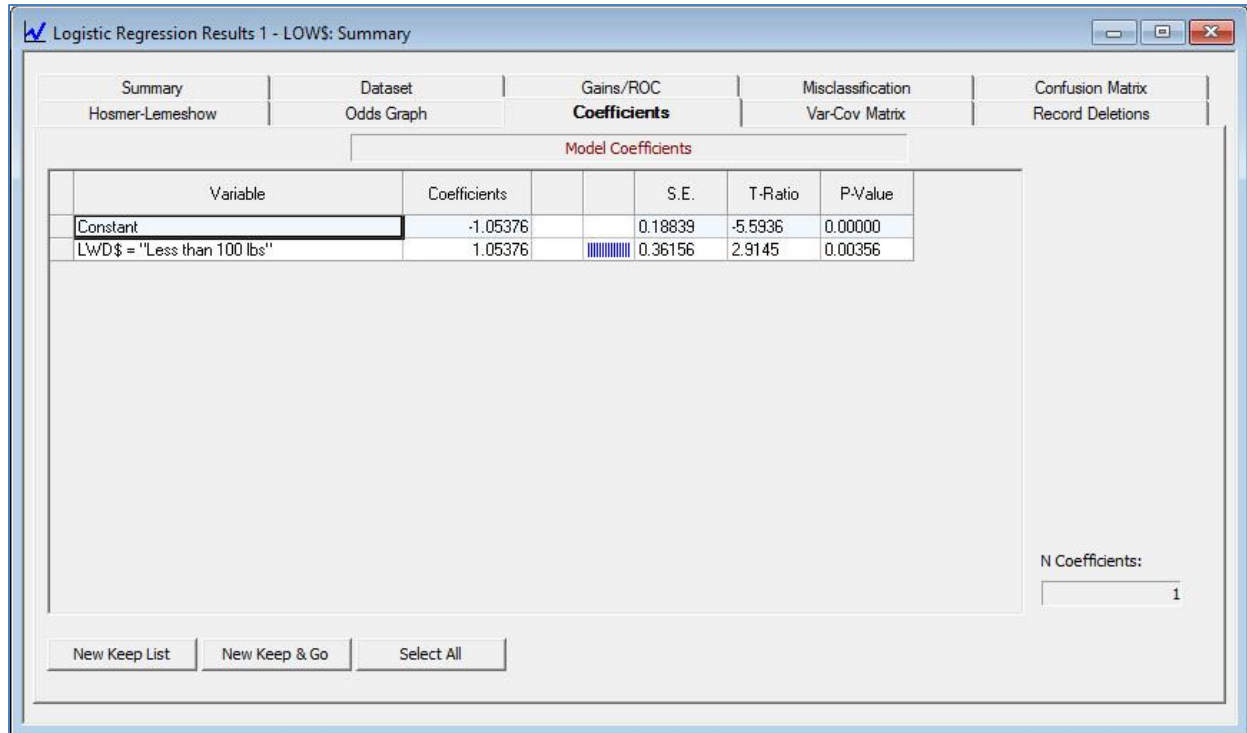 Logistic Regression Results 1 - LOW$: Summary
Summary Dataset Gains/ROC Misclassification Confusion Matrix
Hosmer-Lemeshow Odds Graph Coefficients Var-Cov Matrix Record Deletions
Model Coefficients
Variable Coefficients S.E. T-Ratio P-Value
Constant -1.05376 0.18839 -5.5936 0.00000
LWD$ = "Less than 100 lbs" 1.05376 0.36156 2.9145 0.00356
N Coefficients:
1
New Keep List New Keep & Go Select All